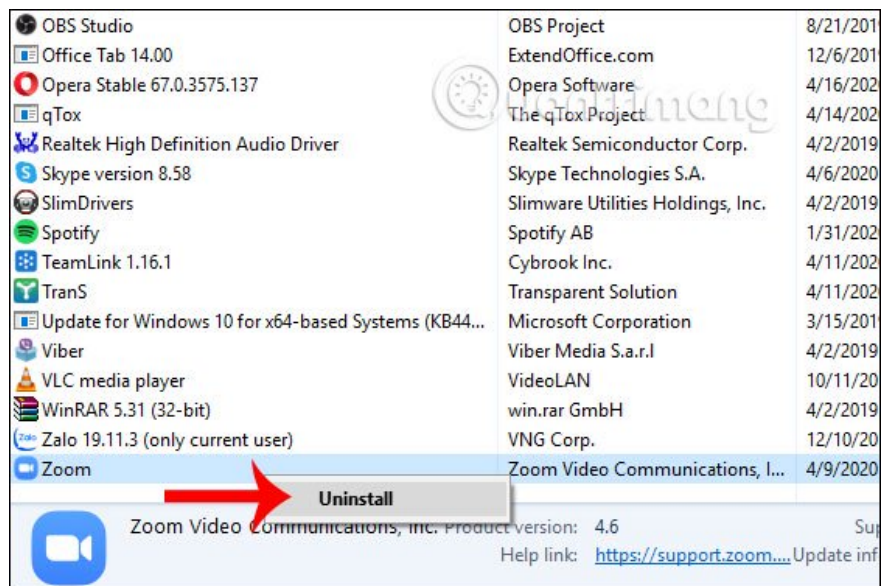 OBS Studio OBS Project 8/21/201
Office Tab 14.00 ExtendOffice.com 12/6/201
Opera Stable 67.0.3575.137 Opera Software 4/16/202
qTox The qTox Project 4/14/202
Realtek High Definition Audio Driver Realtek Semiconductor Corp. 4/2/2019
Skype version 8.58 Skype Technologies S.A. 4/6/2020
SlimDrivers Slimware Utilities Holdings, Inc. 4/2/2019
Spotify Spotify AB 1/31/202
TeamLink 1.16.1 Cybrook Inc. 4/11/202
TranS Transparent Solution 4/11/202
Update for Windows 10 for x64-based Systems (KB44... Microsoft Corporation 3/15/201
Viber Viber Media S.a.r.l 4/2/2019
VLC media player VideoLAN 10/11/20
WinRAR 5.31 (32-bit) win.rar GmbH 4/2/2019
Zalo 19.11.3 (only current user) VNG Corp. 12/10/20
Zoom Zoom Video Communications, I... 4/9/2020
Uninstall
Zoom Video Communications, Inc. Product version: 4.6 Sup
Help link: https://support.zoom.... Update inf
Quantrimang